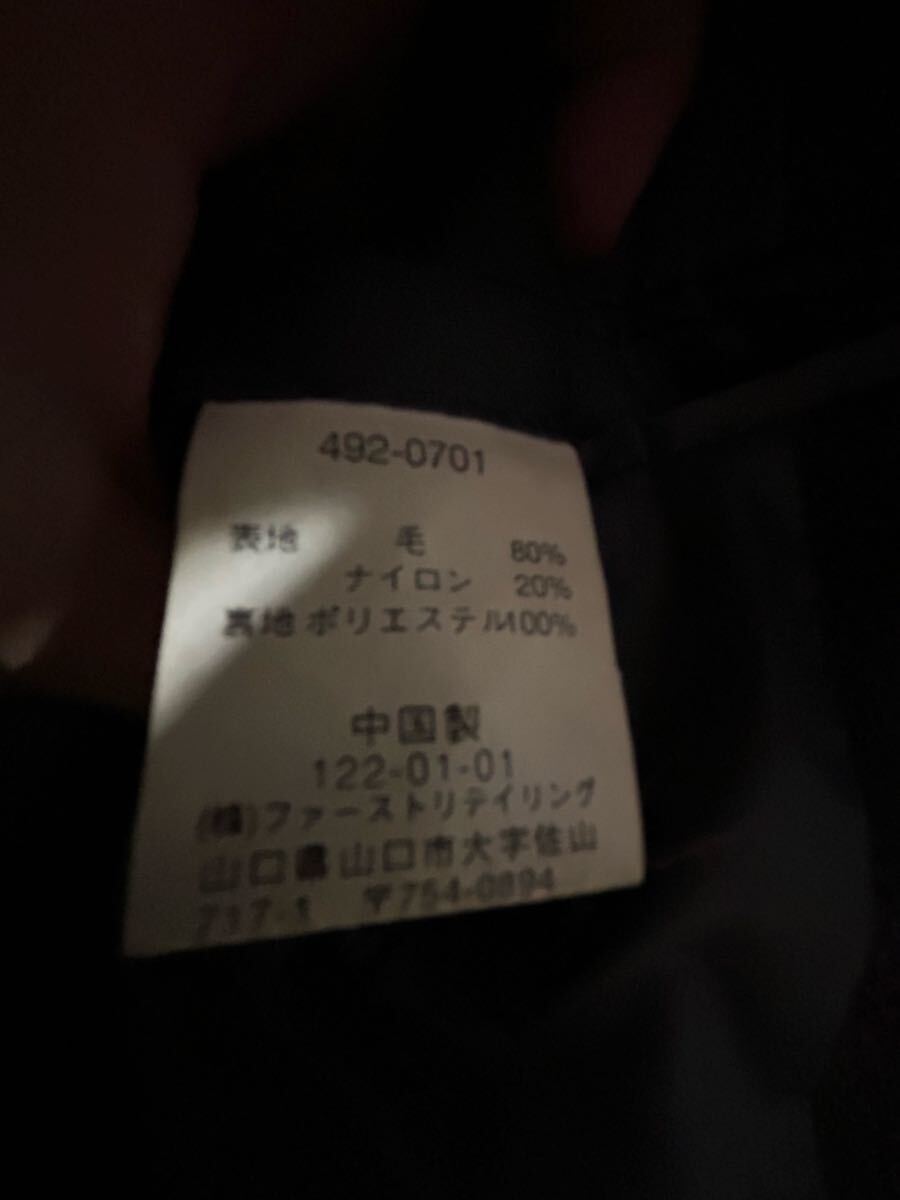 492-0701
表地 毛 80%
ナイロン 20%
裏地 ポリエステル100%
中国製
122-01-01
(株)ファーストリテイリング
山口県山口市大字佐山
717-1 〒754-0894